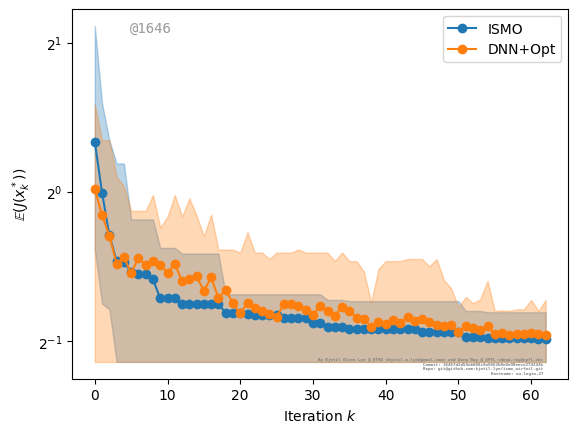 @1646
ISMO
DNN+Opt
2^1
2^0
2^{-1}
𝔼(J(x_k^*))
0
10
20
30
40
50
60
Iteration k